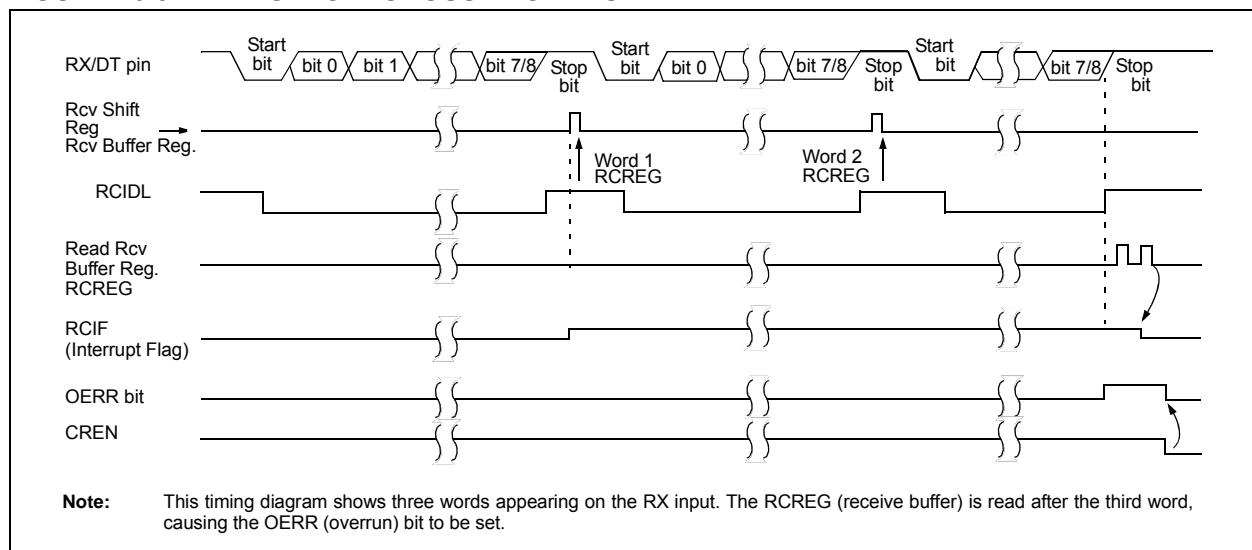 RX/DT pin
Start bit
bit 0
bit 1
bit 7/8
Stop bit
Start bit
bit 0
bit 7/8
Stop bit
Start bit
bit 7/8
Stop bit
Rcv Shift
Reg
Rcv Buffer Reg.
Word 1
RCREG
Word 2
RCREG
RCIDL
Read Rcv
Buffer Reg.
RCREG
RCIF
(Interrupt Flag)
OERR bit
CREN
Note: This timing diagram shows three words appearing on the RX input. The RCREG (receive buffer) is read after the third word,
causing the OERR (overrun) bit to be set.